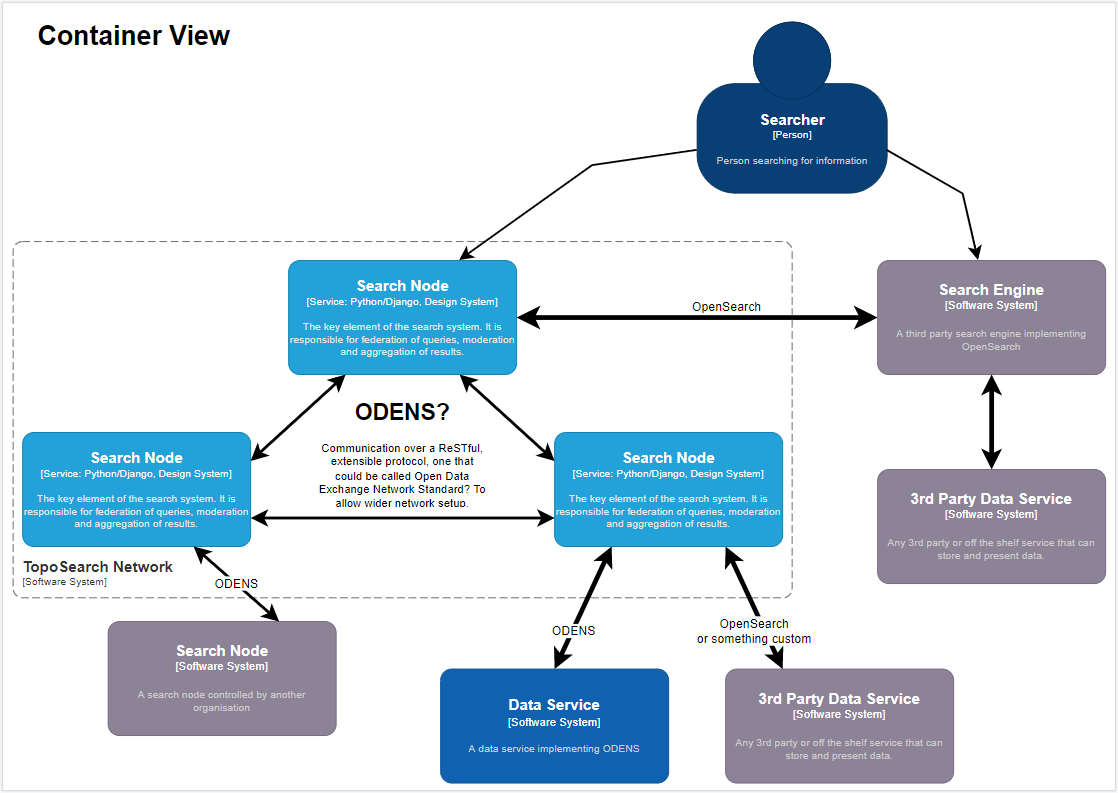 Container View
Searcher
[Person]
Person searching for information
Search Node
[Service: Python/Django, Design System]
The key element of the search system. It is
responsible for federation of queries, moderation
and aggregation of results.
OpenSearch
Search Engine
[Software System]
A third party search engine implementing
OpenSearch
ODENS?
Communication over a ReSTful,
extensible protocol, one that
could be called Open Data
Exchange Network Standard? To
allow wider network setup.
Search Node
[Service: Python/Django, Design System]
The key element of the search system. It is
responsible for federation of queries, moderation
and aggregation of results.
Search Node
[Service: Python/Django, Design System]
The key element of the search system. It is
responsible for federation of queries, moderation
and aggregation of results.
3rd Party Data Service
[Software System]
Any 3rd party or off the shelf service that can
store and present data.
TopoSearch Network
[Software System]
ODENS
ODENS
OpenSearch
or something custom
Search Node
[Software System]
A search node controlled by another
organisation
Data Service
[Software System]
A data service implementing ODENS
3rd Party Data Service
[Software System]
Any 3rd party or off the shelf service that can
store and present data.